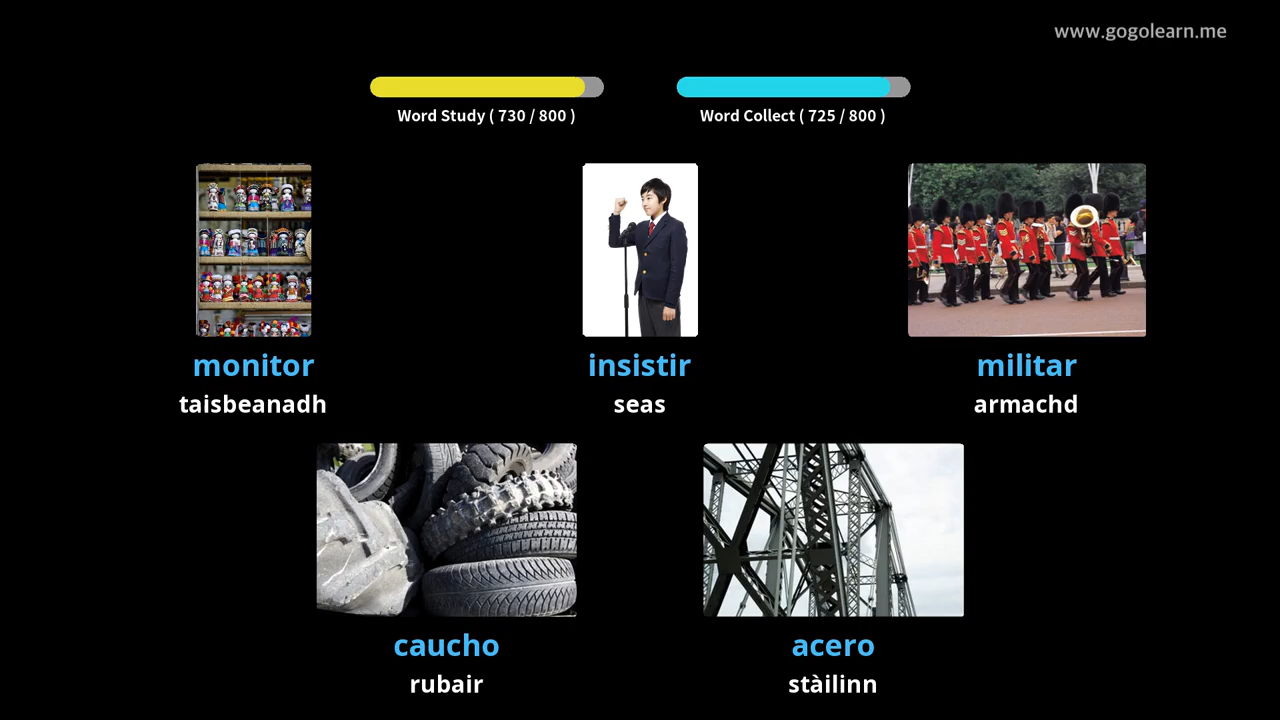 www.gogolearn.me
Word Study ( 730 / 800 )
Word Collect ( 725 / 800 )
monitor
taisbeanadh
insistir
seas
militar
armachd
caucho
rubair
acero
stàilinn